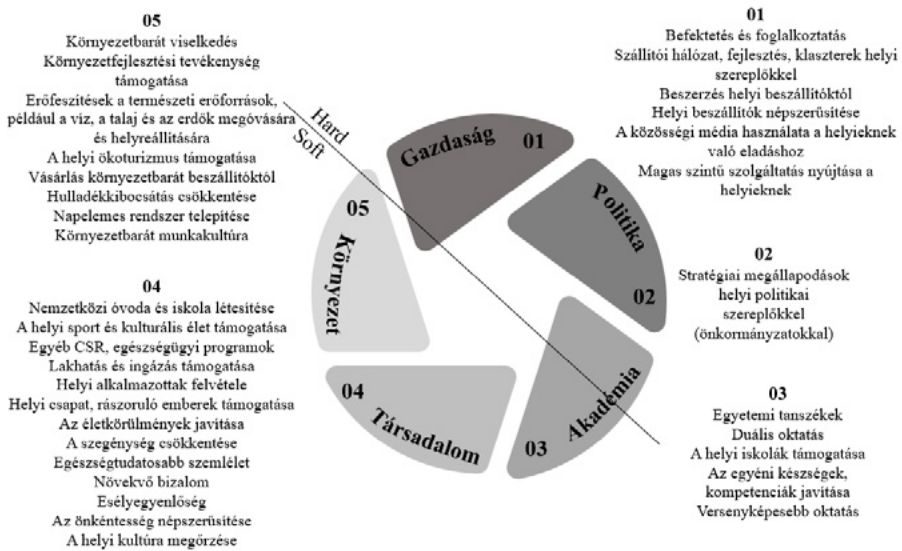 05
Környezetbarát viselkedés
Környezetfejlesztési tevékenység
támogatása
Erőfeszítések a természeti erőforrások,
például a víz, a talaj és az erdők megóvására
és helyreállítására
A helyi ökoturizmus támogatása
Vásárlás környezetbarát beszállítóktól
Hulladékkibocsátás csökkentése
Napelemes rendszer telepítése
Környezetbarát munkakultúra
04
Nemzetközi óvoda és iskola létesítése
A helyi sport és kulturális élet támogatása
Egyéb CSR, egészségügyi programok
Lakhatás és ingázás támogatása
Helyi alkalmazottak felvétele
Helyi csapat, rászoruló emberek támogatása
Az életkörülmények javítása
A szegénység csökkentése
Egészségtudatosabb szemlélet
Növekvő bizalom
Esélyegyenlőség
Az önkéntesség népszerüsítése
A helyi kultúra megőrzése
Hard
Soft
Gazdaság 01
Politika 02
Akadémia 03
Társadalom 04
Környezet 05
01
Befektetés és foglalkoztatás
Szállítói hálózat, fejlesztés, klaszterek helyi
szereplőkkel
Beszerzés helyi beszállítóktól
Helyi beszállítók népszerüsítése
A közösségi média használata a helyieknek
való eladáshoz
Magas szintű szolgáltatás nyújtása a
helyieknek
02
Stratégiai megállapodások
helyi politikai
szereplőkkel
(önkormányzatokkal)
03
Egyetemi tanszékek
Duális oktatás
A helyi iskolák támogatása
Az egyéni készségek,
kompetenciák javítása
Versenyképesebb oktatás